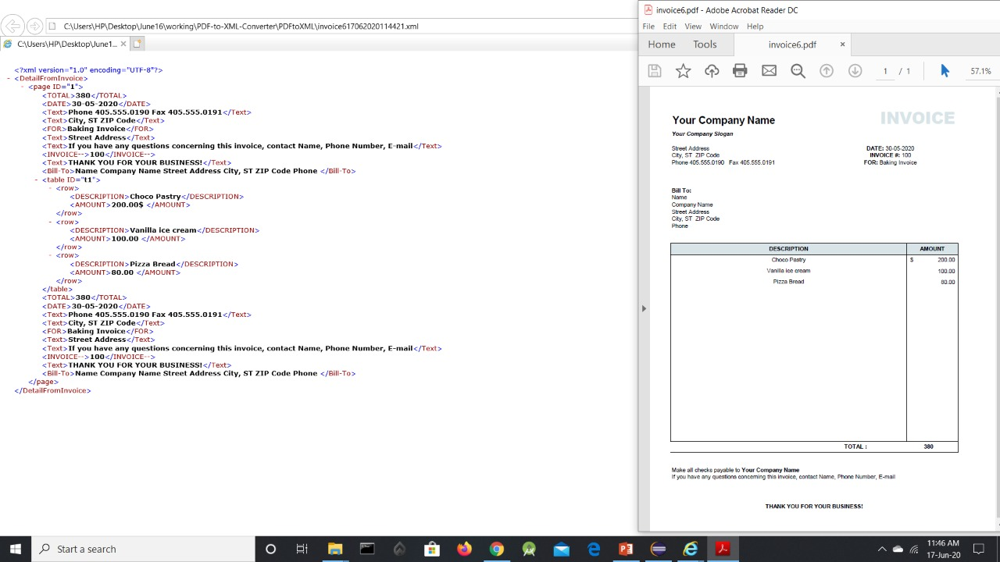 C:\Users\HP\Desktop\June16\working\PDF-to-XML-Converter\PDFtoXML\invoice617062020114421.xml
C:\Users\HP\Desktop\June1...
<?xml version="1.0" encoding="UTF-8"?>
- <DetailFromInvoice>
- <page ID="1">
<TOTAL>380</TOTAL>
<DATE>30-05-2020</DATE>
<Text>Phone 405.555.0190 Fax 405.555.0191</Text>
<Text>City, ST ZIP Code</Text>
<FOR>Baking Invoice</FOR>
<Text>Street Address</Text>
<Text>If you have any questions concerning this invoice, contact Name, Phone Number, E-mail</Text>
<INVOICE-->100</INVOICE-->
<Text>THANK YOU FOR YOUR BUSINESS!</Text>
<Bill-To>Name Company Name Street Address City, ST ZIP Code Phone </Bill-To>
- <table ID="t1">
- <row>
<DESCRIPTION>Choco Pastry</DESCRIPTION>
<AMOUNT>200.00$ </AMOUNT>
</row>
- <row>
<DESCRIPTION>Vanilla ice cream</DESCRIPTION>
<AMOUNT>100.00 </AMOUNT>
</row>
- <row>
<DESCRIPTION>Pizza Bread</DESCRIPTION>
<AMOUNT>80.00 </AMOUNT>
</row>
</table>
<TOTAL>380</TOTAL>
<DATE>30-05-2020</DATE>
<Text>Phone 405.555.0190 Fax 405.555.0191</Text>
<Text>City, ST ZIP Code</Text>
<FOR>Baking Invoice</FOR>
<Text>Street Address</Text>
<Text>If you have any questions concerning this invoice, contact Name, Phone Number, E-mail</Text>
<INVOICE-->100</INVOICE-->
<Text>THANK YOU FOR YOUR BUSINESS!</Text>
<Bill-To>Name Company Name Street Address City, ST ZIP Code Phone </Bill-To>
</page>
</DetailFromInvoice>
invoice6.pdf - Adobe Acrobat Reader DC
File Edit View Window Help
Home Tools invoice6.pdf ×
1 / 1 57.1%
Your Company Name INVOICE
Your Company Slogan
Street Address DATE: 30-05-2020
City, ST ZIP Code INVOICE #: 100
Phone 405.555.0190 Fax 405.555.0191 FOR: Baking Invoice
Bill To:
Name
Company Name
Street Address
City, ST ZIP Code
Phone
DESCRIPTION AMOUNT
Choco Pastry $ 200.00
Vanilla ice cream 100.00
Pizza Bread 80.00
TOTAL : 380
Make all checks payable to Your Company Name
If you have any questions concerning this invoice, contact Name, Phone Number, E-mail
THANK YOU FOR YOUR BUSINESS!
Start a search
11:46 AM
17-Jun-20